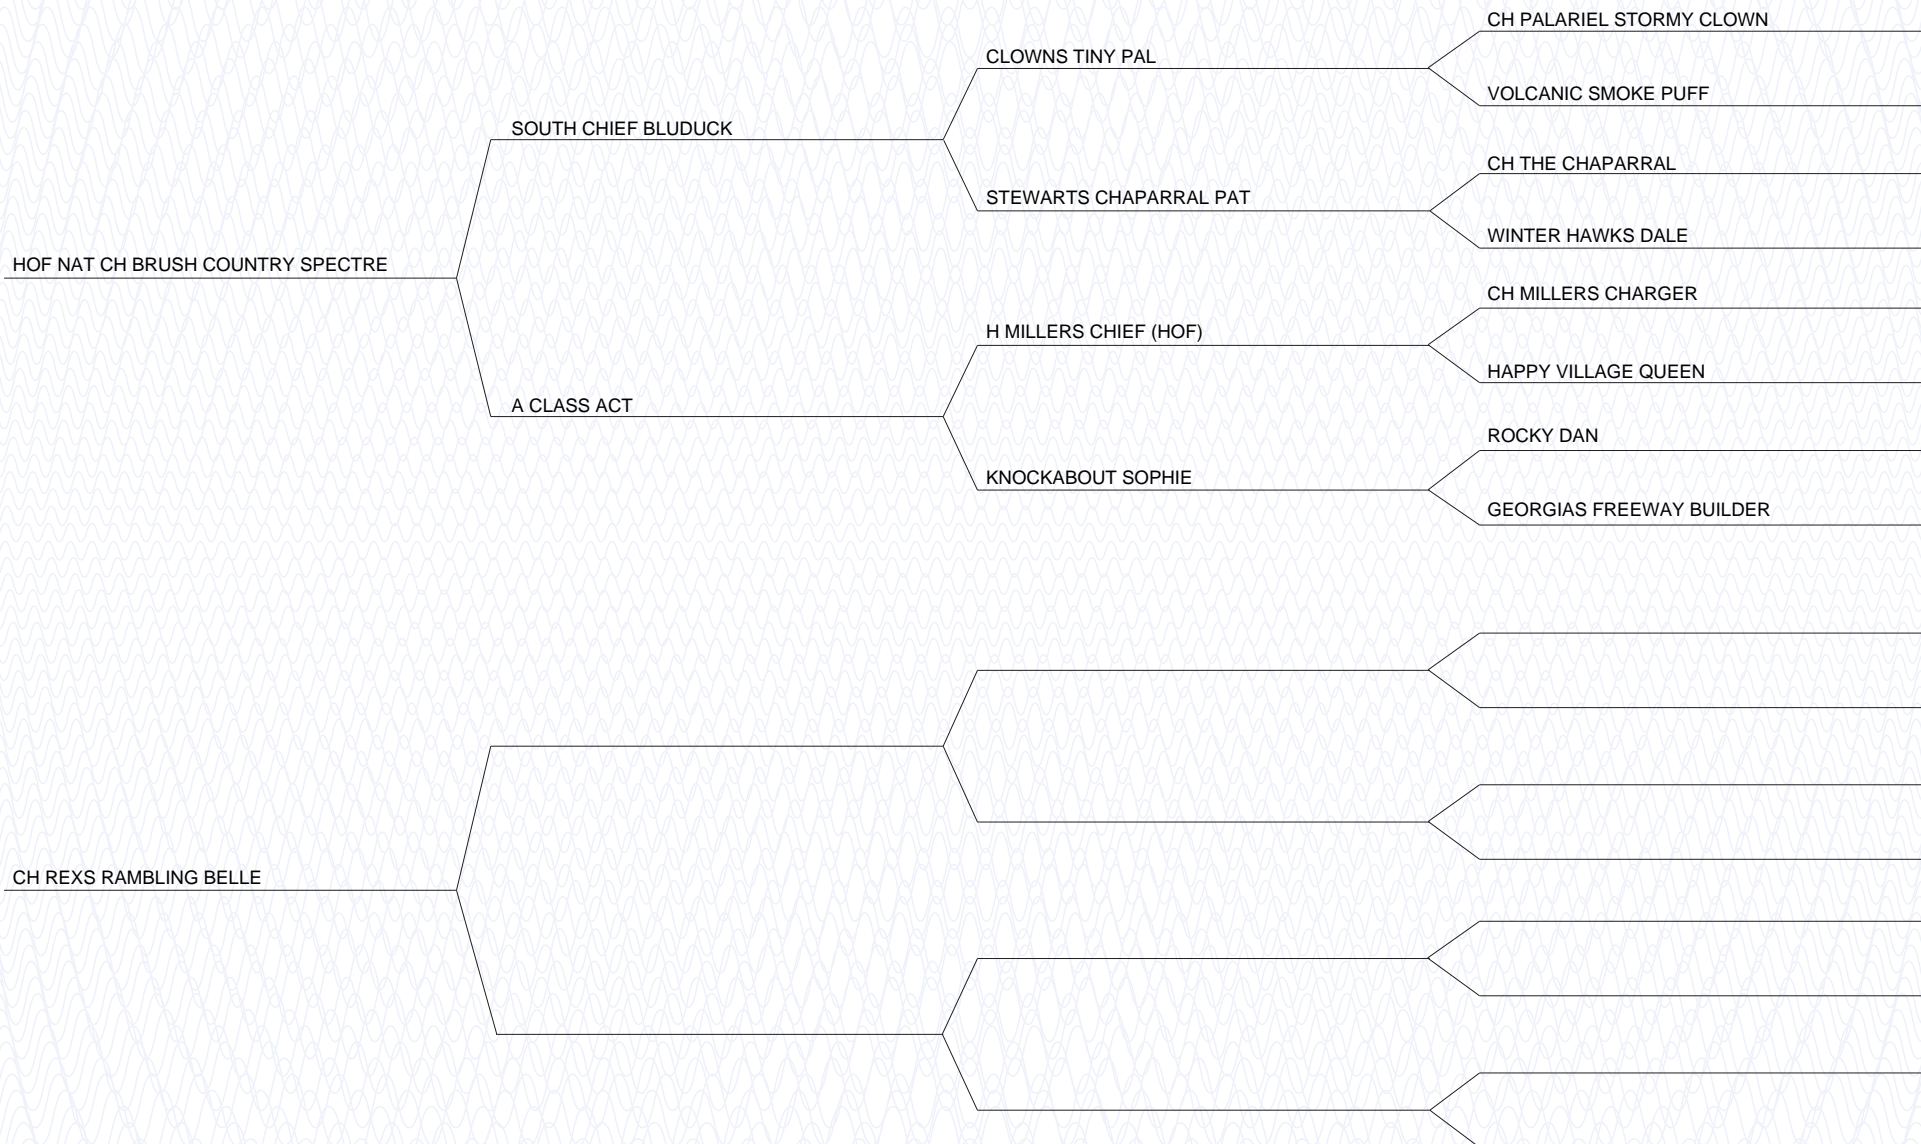 CH PALARIEL STORMY CLOWN
CLOWNS TINY PAL
VOLCANIC SMOKE PUFF
SOUTH CHIEF BLUDUCK
CH THE CHAPARRAL
STEWARTS CHAPARRAL PAT
WINTER HAWKS DALE
HOF NAT CH BRUSH COUNTRY SPECTRE
CH MILLERS CHARGER
H MILLERS CHIEF (HOF)
HAPPY VILLAGE QUEEN
A CLASS ACT
ROCKY DAN
KNOCKABOUT SOPHIE
GEORGIAS FREEWAY BUILDER
CH REXS RAMBLING BELLE